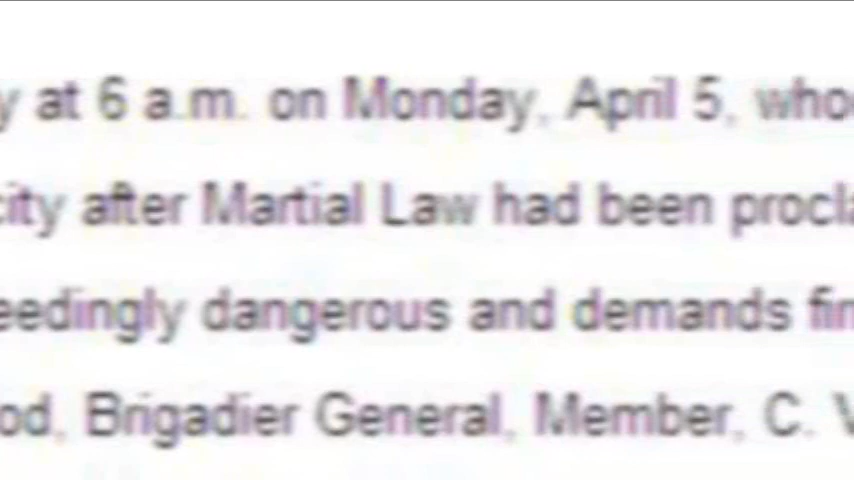 y at 6 a.m. on Monday, April 5, who
city after Martial Law had been procla
eedingly dangerous and demands fin
od, Brigadier General, Member, C. V